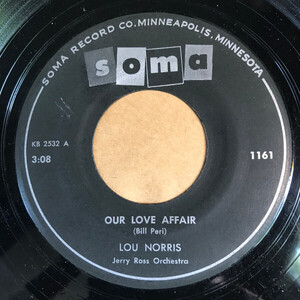 SOMA RECORD CO. MINNEAPOLIS, MINNESOTA
soma
KB 2532 A
3:08
1161
OUR LOVE AFFAIR
(Bill Peri)
LOU NORRIS
Jerry Ross Orchestra